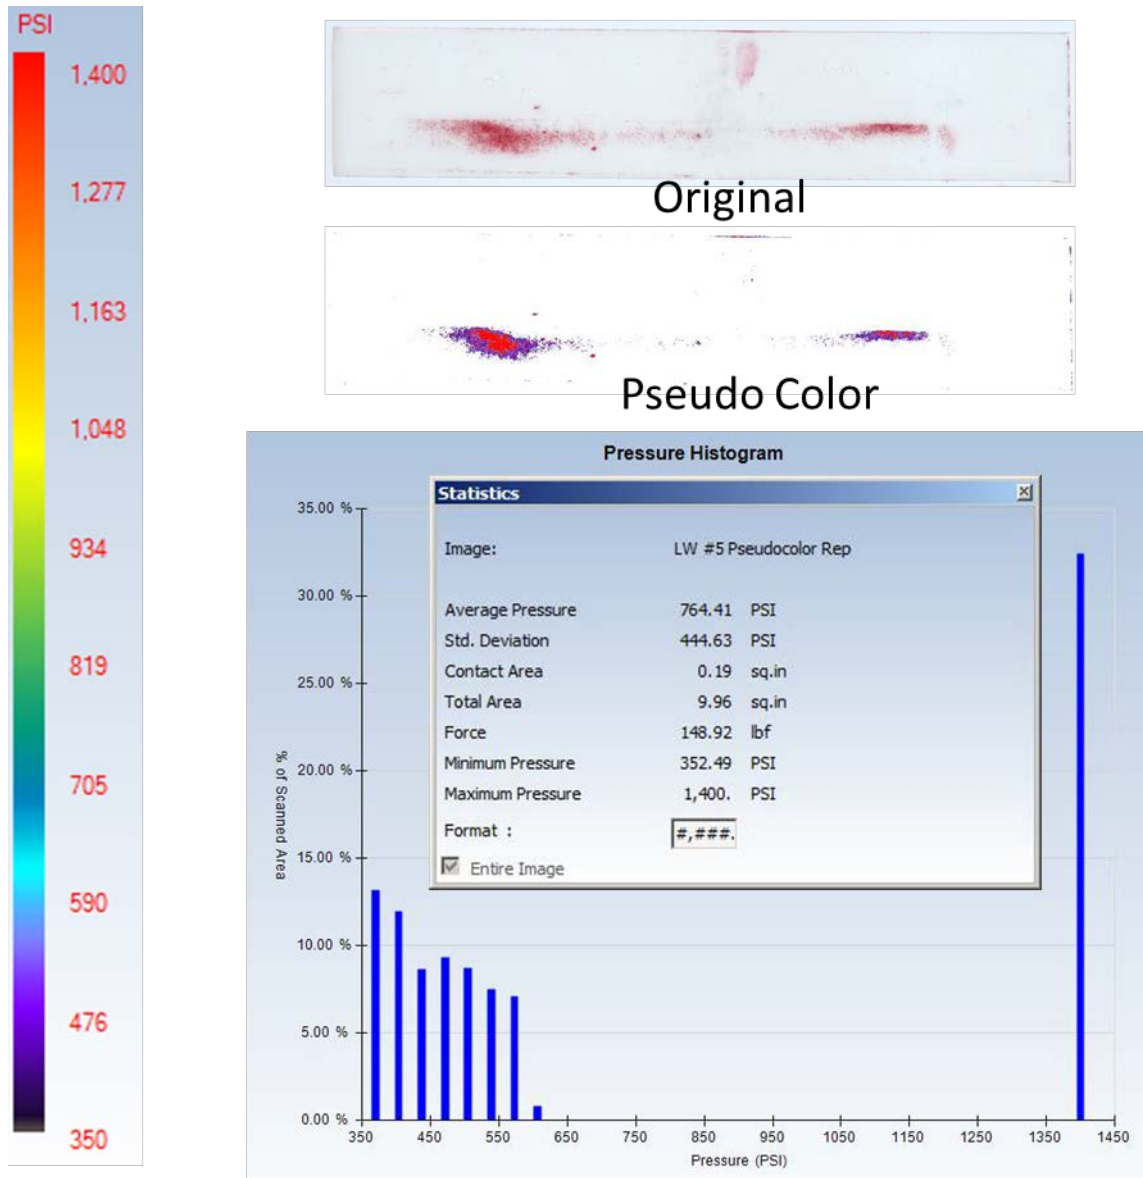 PSI
1,400
1,277
1,163
1,048
934
819
705
590
476
350
Original
Pseudo Color
Pressure Histogram
35.00 %
30.00 %
25.00 %
20.00 %
15.00 %
10.00 %
5.00 %
0.00 %
% of Scanned Area
Statistics
Image: LW #5 Pseudocolor Rep
Average Pressure 764.41 PSI
Std. Deviation 444.63 PSI
Contact Area 0.19 sq.in
Total Area 9.96 sq.in
Force 148.92 lbf
Minimum Pressure 352.49 PSI
Maximum Pressure 1,400. PSI
Format : #,###.
Entire Image
350 450 550 650 750 850 950 1050 1150 1250 1350 1450
Pressure (PSI)